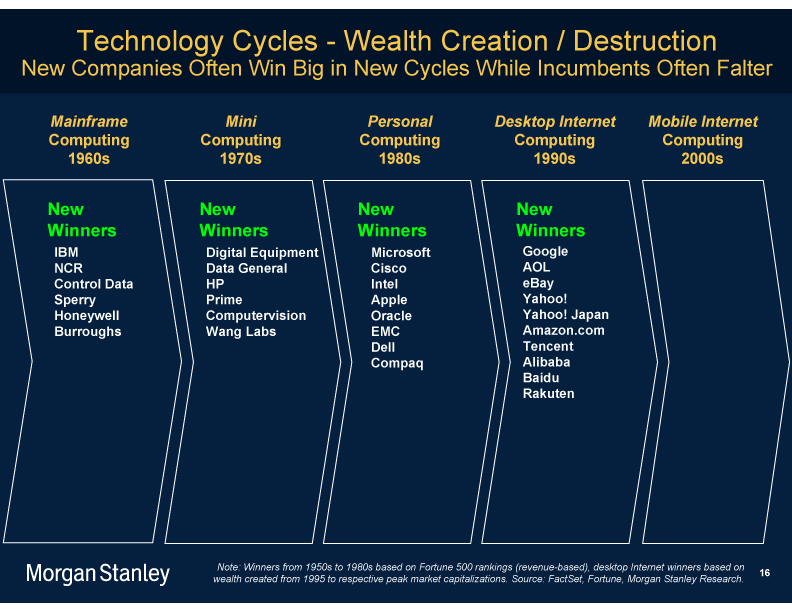 Technology Cycles - Wealth Creation / Destruction
New Companies Often Win Big in New Cycles While Incumbents Often Falter
Mainframe
Computing
1960s
Mini
Computing
1970s
Personal
Computing
1980s
Desktop Internet
Computing
1990s
Mobile Internet
Computing
2000s
New
Winners
IBM
NCR
Control Data
Sperry
Honeywell
Burroughs
New
Winners
Digital Equipment
Data General
HP
Prime
Computervision
Wang Labs
New
Winners
Microsoft
Cisco
Intel
Apple
Oracle
EMC
Dell
Compaq
New
Winners
Google
AOL
eBay
Yahoo!
Yahoo! Japan
Amazon.com
Tencent
Alibaba
Baidu
Rakuten
Morgan Stanley
Note: Winners from 1950s to 1980s based on Fortune 500 rankings (revenue-based), desktop Internet winners based on
wealth created from 1995 to respective peak market capitalizations. Source: FactSet, Fortune, Morgan Stanley Research.
16